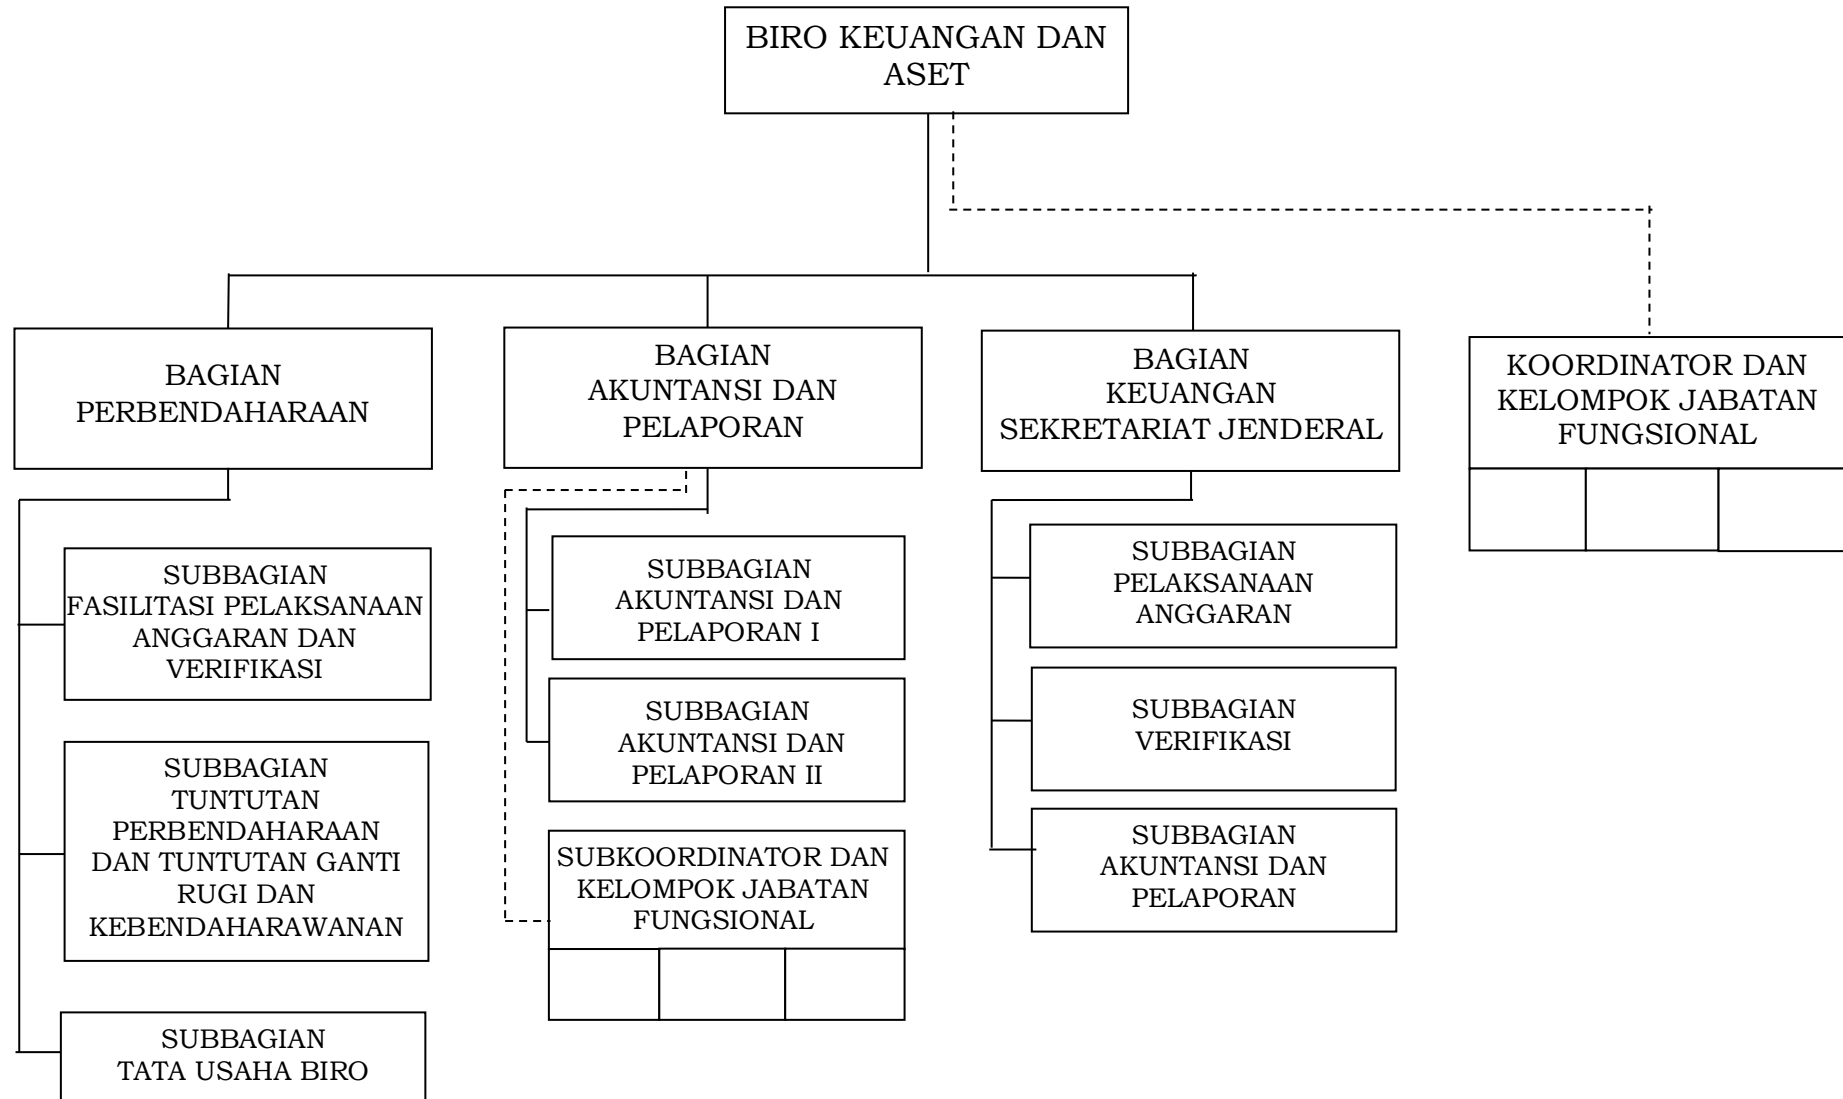 BIRO KEUANGAN DAN
ASET
BAGIAN
PERBENDAHARAAN
BAGIAN
AKUNTANSI DAN
PELAPORAN
BAGIAN
KEUANGAN
SEKRETARIAT JENDERAL
KOORDINATOR DAN
KELOMPOK JABATAN
FUNGSIONAL
SUBBAGIAN
FASILITASI PELAKSANAAN
ANGGARAN DAN
VERIFIKASI
SUBBAGIAN
TUNTUTAN
PERBENDAHARAAN
DAN TUNTUTAN GANTI
RUGI DAN
KEBENDAHARAWANAN
SUBBAGIAN
TATA USAHA BIRO
SUBBAGIAN
AKUNTANSI DAN
PELAPORAN I
SUBBAGIAN
AKUNTANSI DAN
PELAPORAN II
SUBKOORDINATOR DAN
KELOMPOK JABATAN
FUNGSIONAL
SUBBAGIAN
PELAKSANAAN
ANGGARAN
SUBBAGIAN
VERIFIKASI
SUBBAGIAN
AKUNTANSI DAN
PELAPORAN